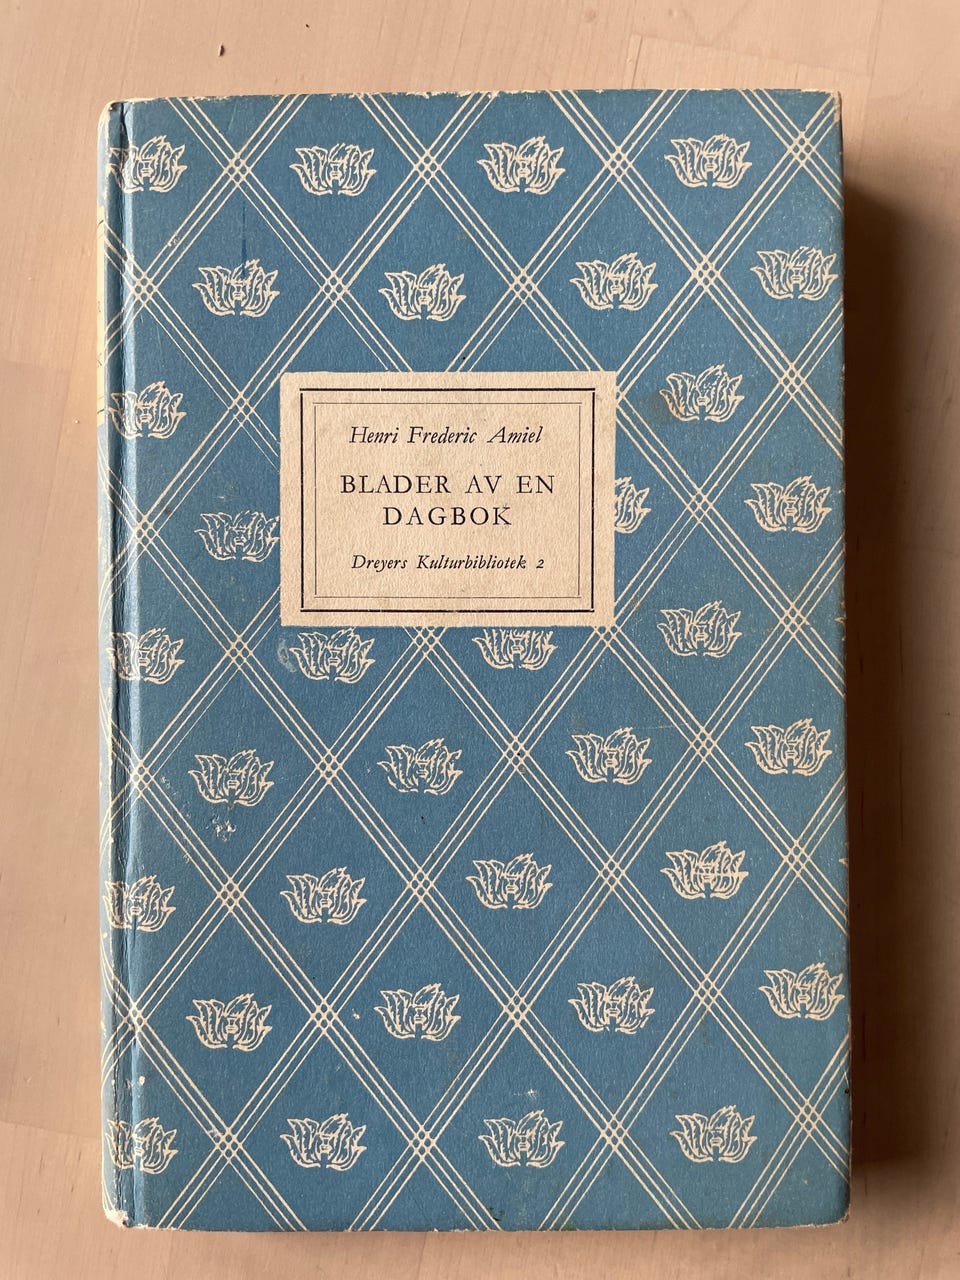 Henri Frederic Amiel
BLADER AV EN
DAGBOK
Dreyers Kulturbibliotek 2